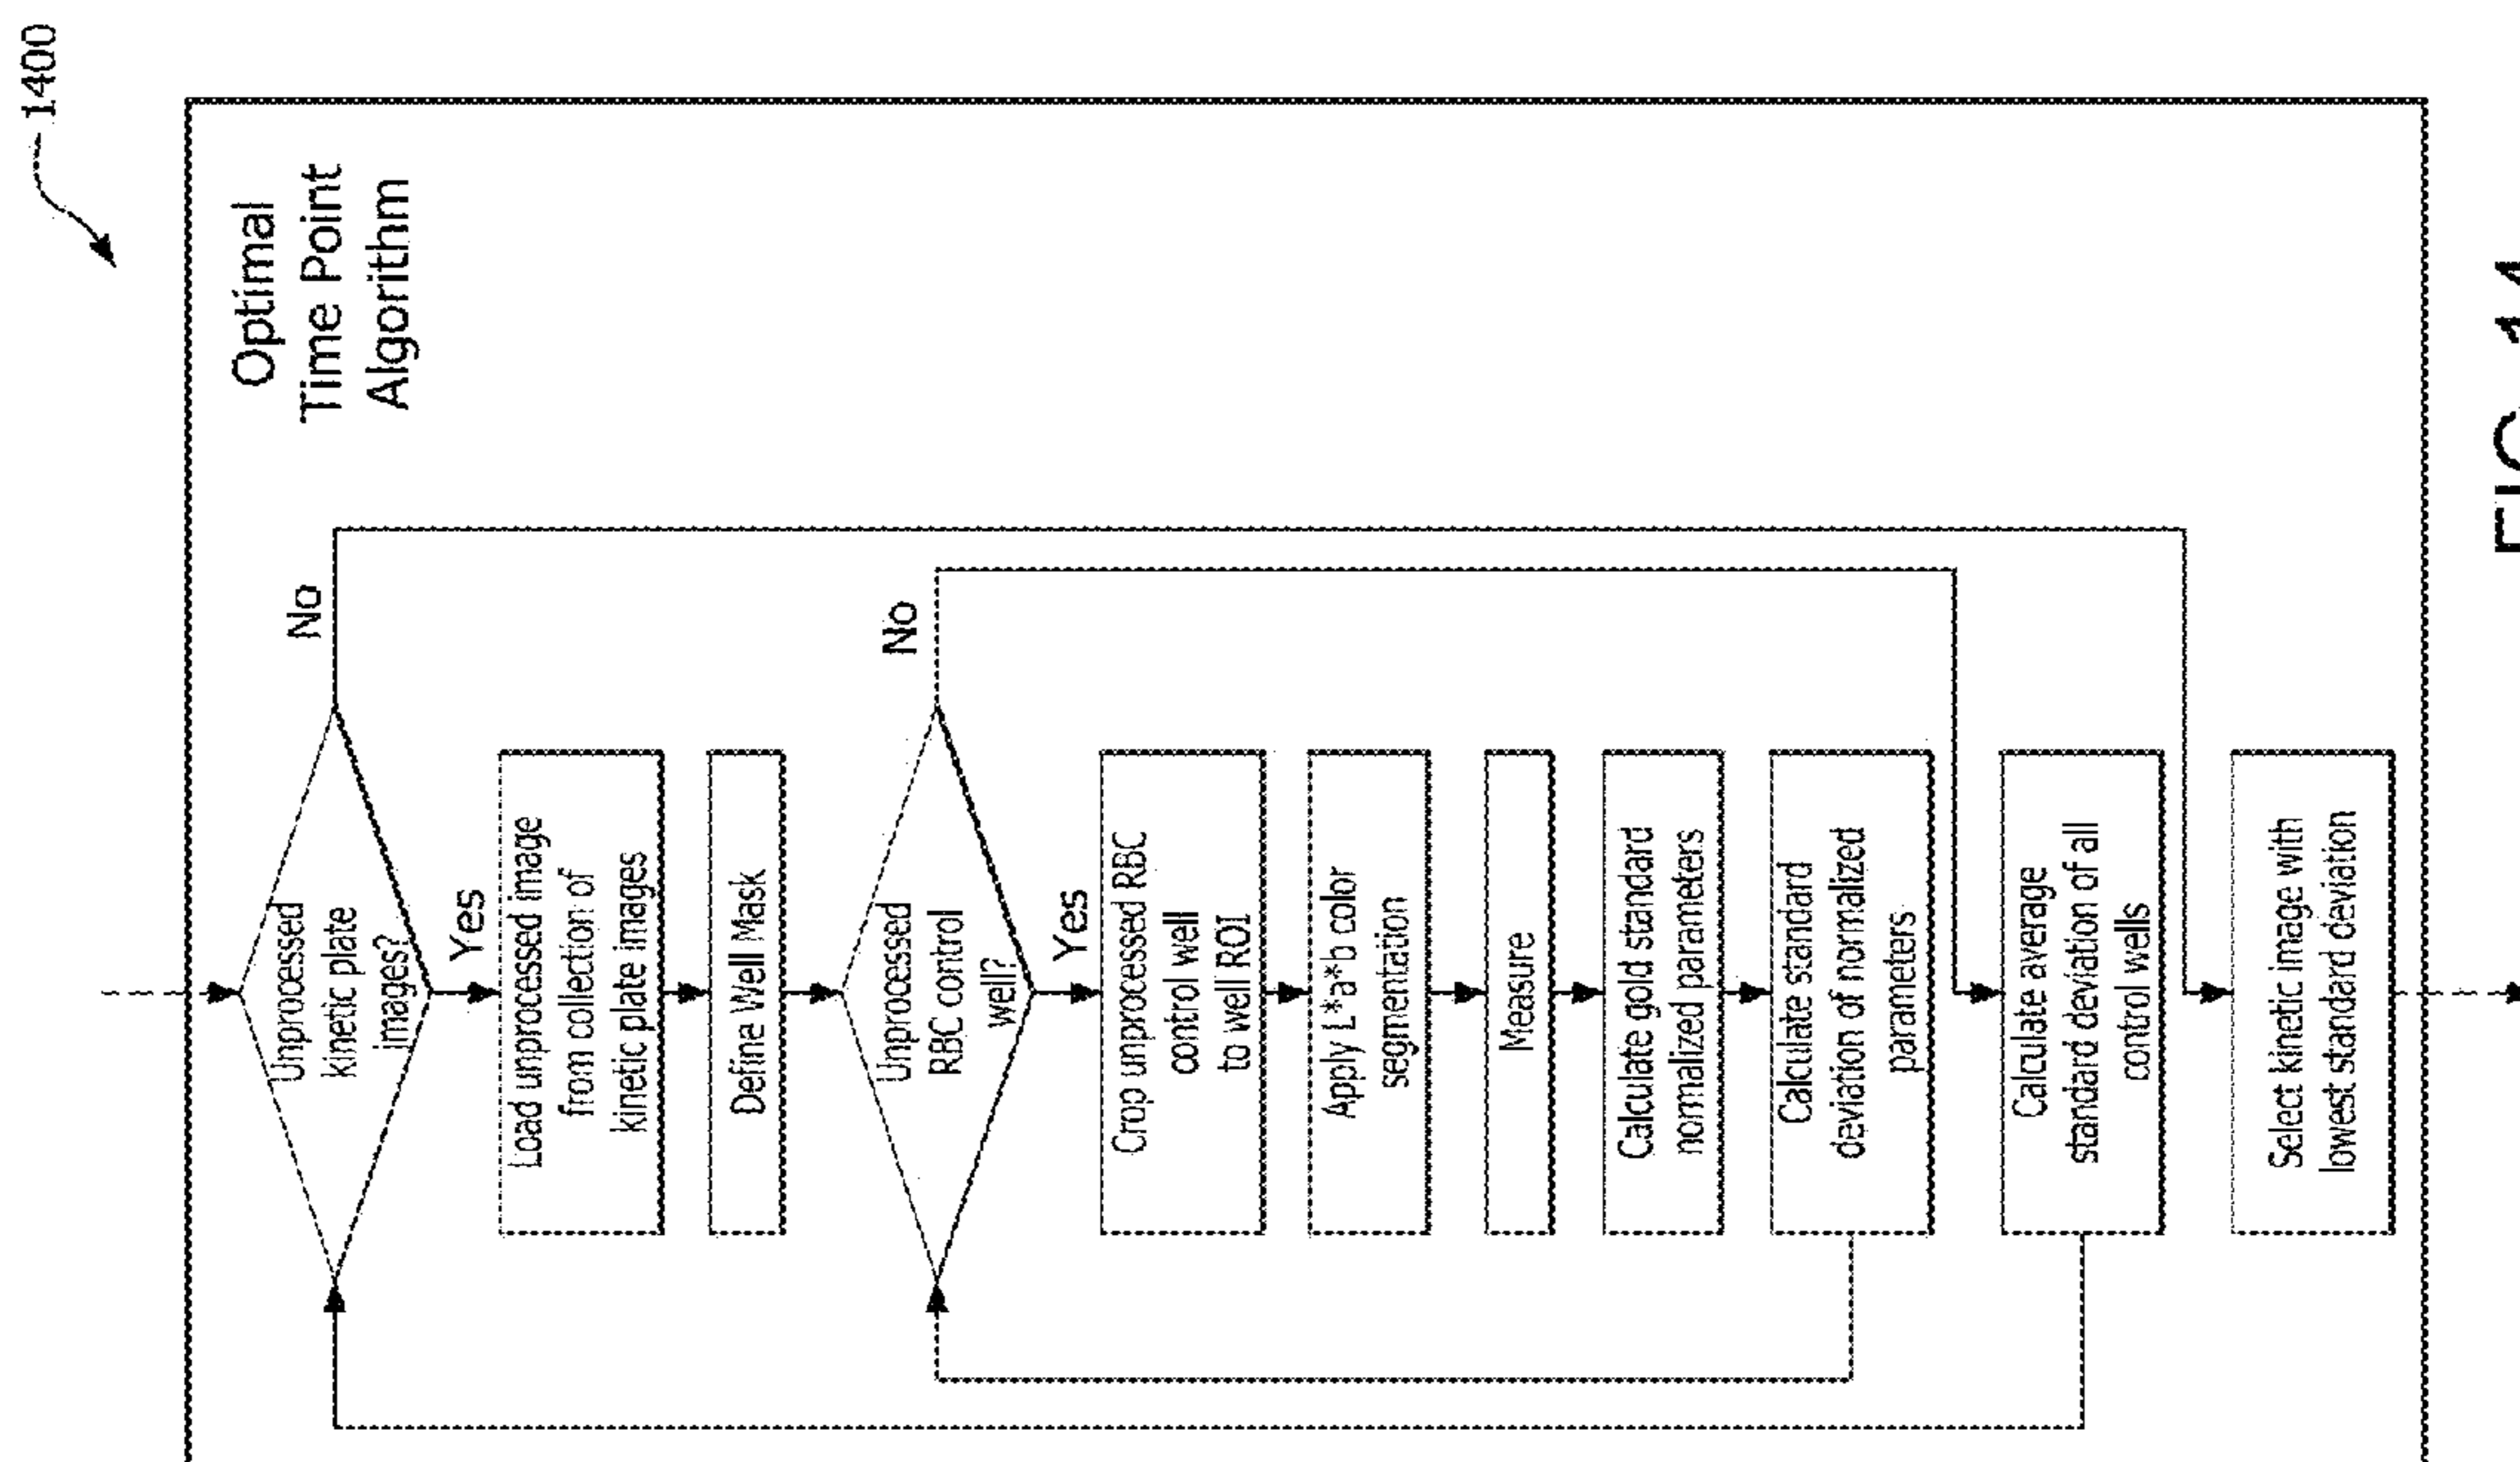 1400
Optimal
Time Point
Algorithm
Unprocessed
kinetic plate
images?
No
Yes
Load unprocessed image
from collection of
kinetic plate images
Define Well Mask
Unprocessed
RBC control
well?
No
Yes
Crop unprocessed RBC
control well
to well ROI
Apply L*a*b color
segmentation
Measure
Calculate gold standard
normalized parameters
Calculate standard
deviation of normalized
parameters
Calculate average
standard deviation of all
control wells
Select kinetic image with
lowest standard deviation